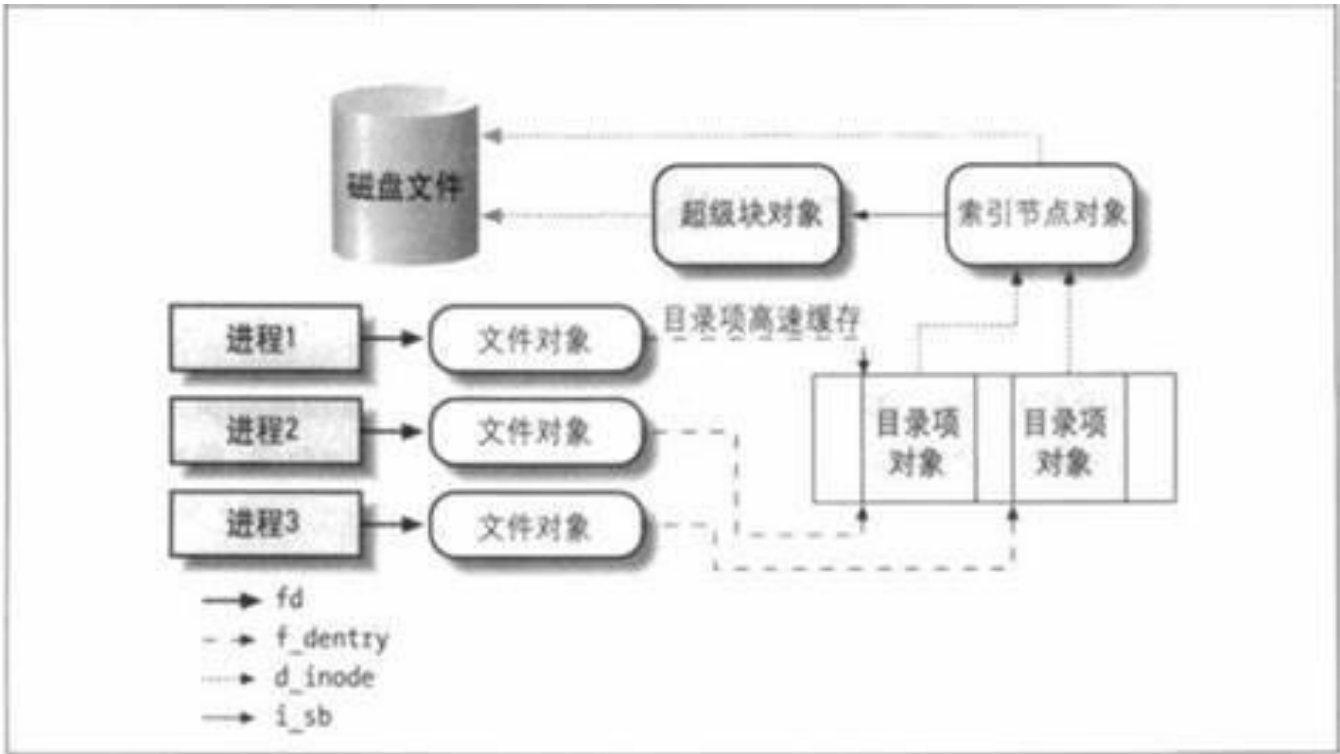 磁盘文件
超级块对象
索引节点对象
进程1
文件对象
目录项高速缓存
进程2
文件对象
目录项
对象
目录项
对象
进程3
文件对象
fd
f_dentry
d_inode
i_sb